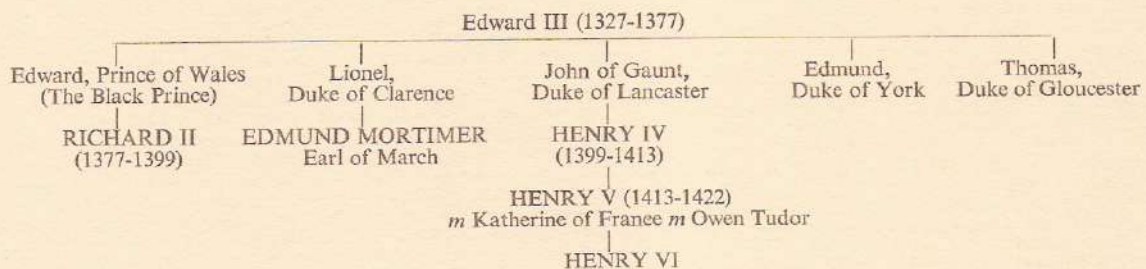 Edward III (1327-1377)
Edward, Prince of Wales
(The Black Prince)
Lionel,
Duke of Clarence
John of Gaunt,
Duke of Lancaster
Edmund,
Duke of York
Thomas,
Duke of Gloucester
RICHARD II
(1377-1399)
EDMUND MORTIMER
Earl of March
HENRY IV
(1399-1413)
HENRY V (1413-1422)
m Katherine of France m Owen Tudor
HENRY VI